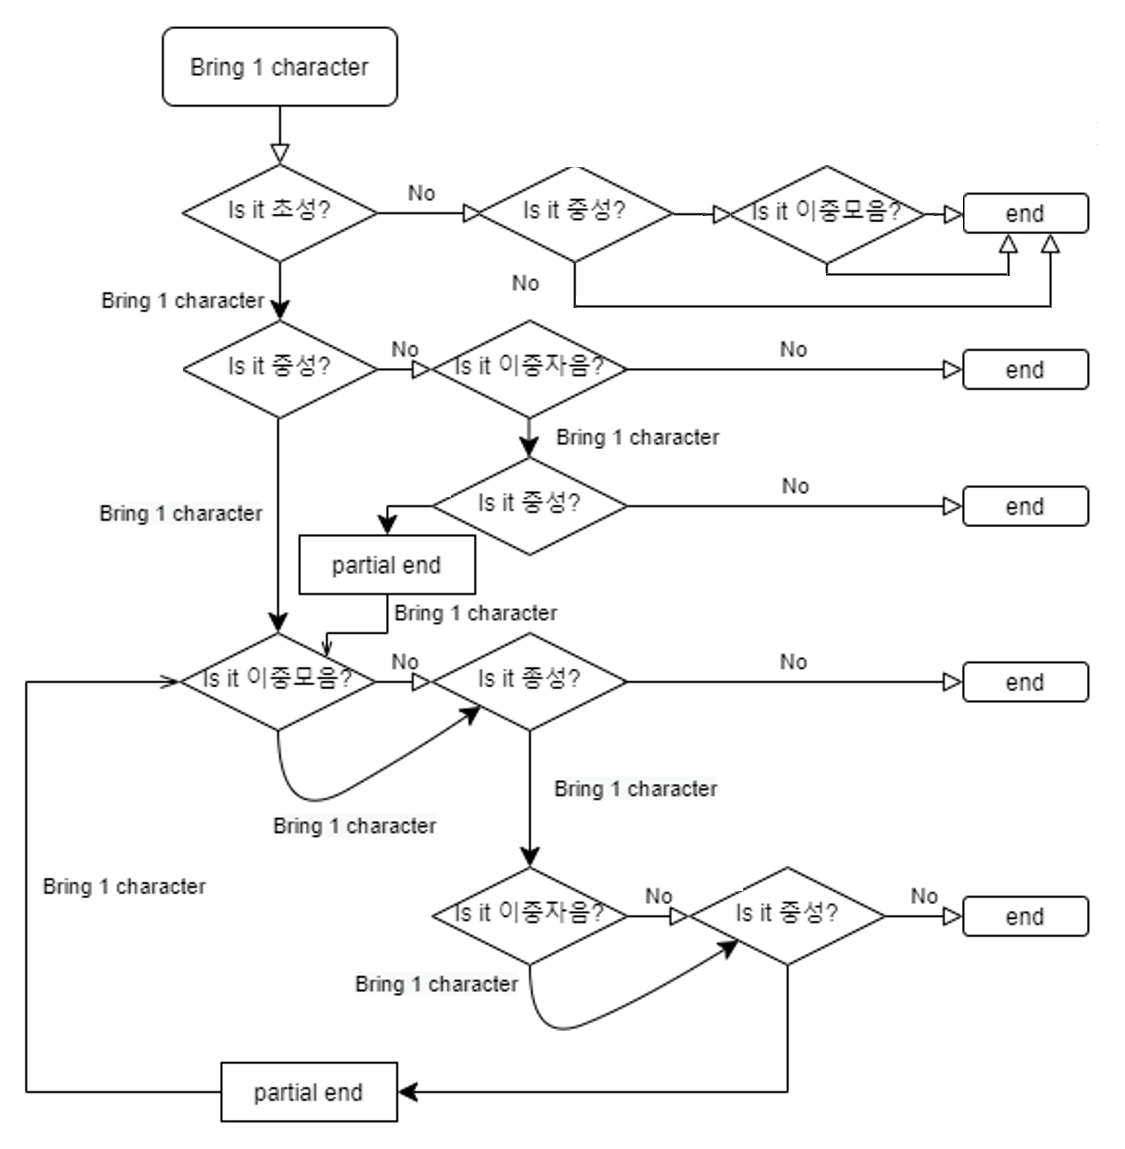 Bring 1 character
Is it 초성?
No
Is it 중성?
Is it 이중모음?
end
Bring 1 character
No
Is it 중성?
No
Is it 이중자음?
No
end
Bring 1 character
Is it 중성?
No
end
Bring 1 character
partial end
Bring 1 character
Is it 이중모음?
No
Is it 종성?
No
end
Bring 1 character
Bring 1 character
Bring 1 character
Is it 이중자음?
No
Is it 중성?
No
end
Bring 1 character
partial end